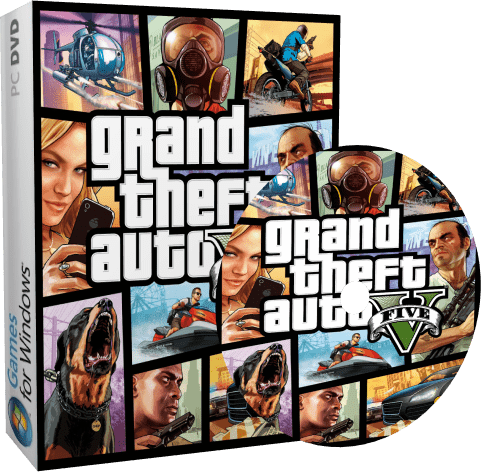 PC DVD
Games
for Windows
grand
theft
auto
V
grand
theft
auto
V
FIVE